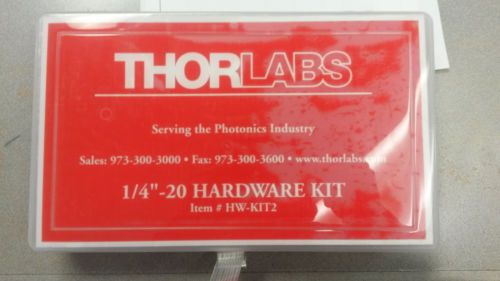 THORLABS
Serving the Photonics Industry
Sales: 973-300-3000 • Fax: 973-300-3600 • www.thorlabs.com
1/4"-20 HARDWARE KIT
Item # HW-KIT2